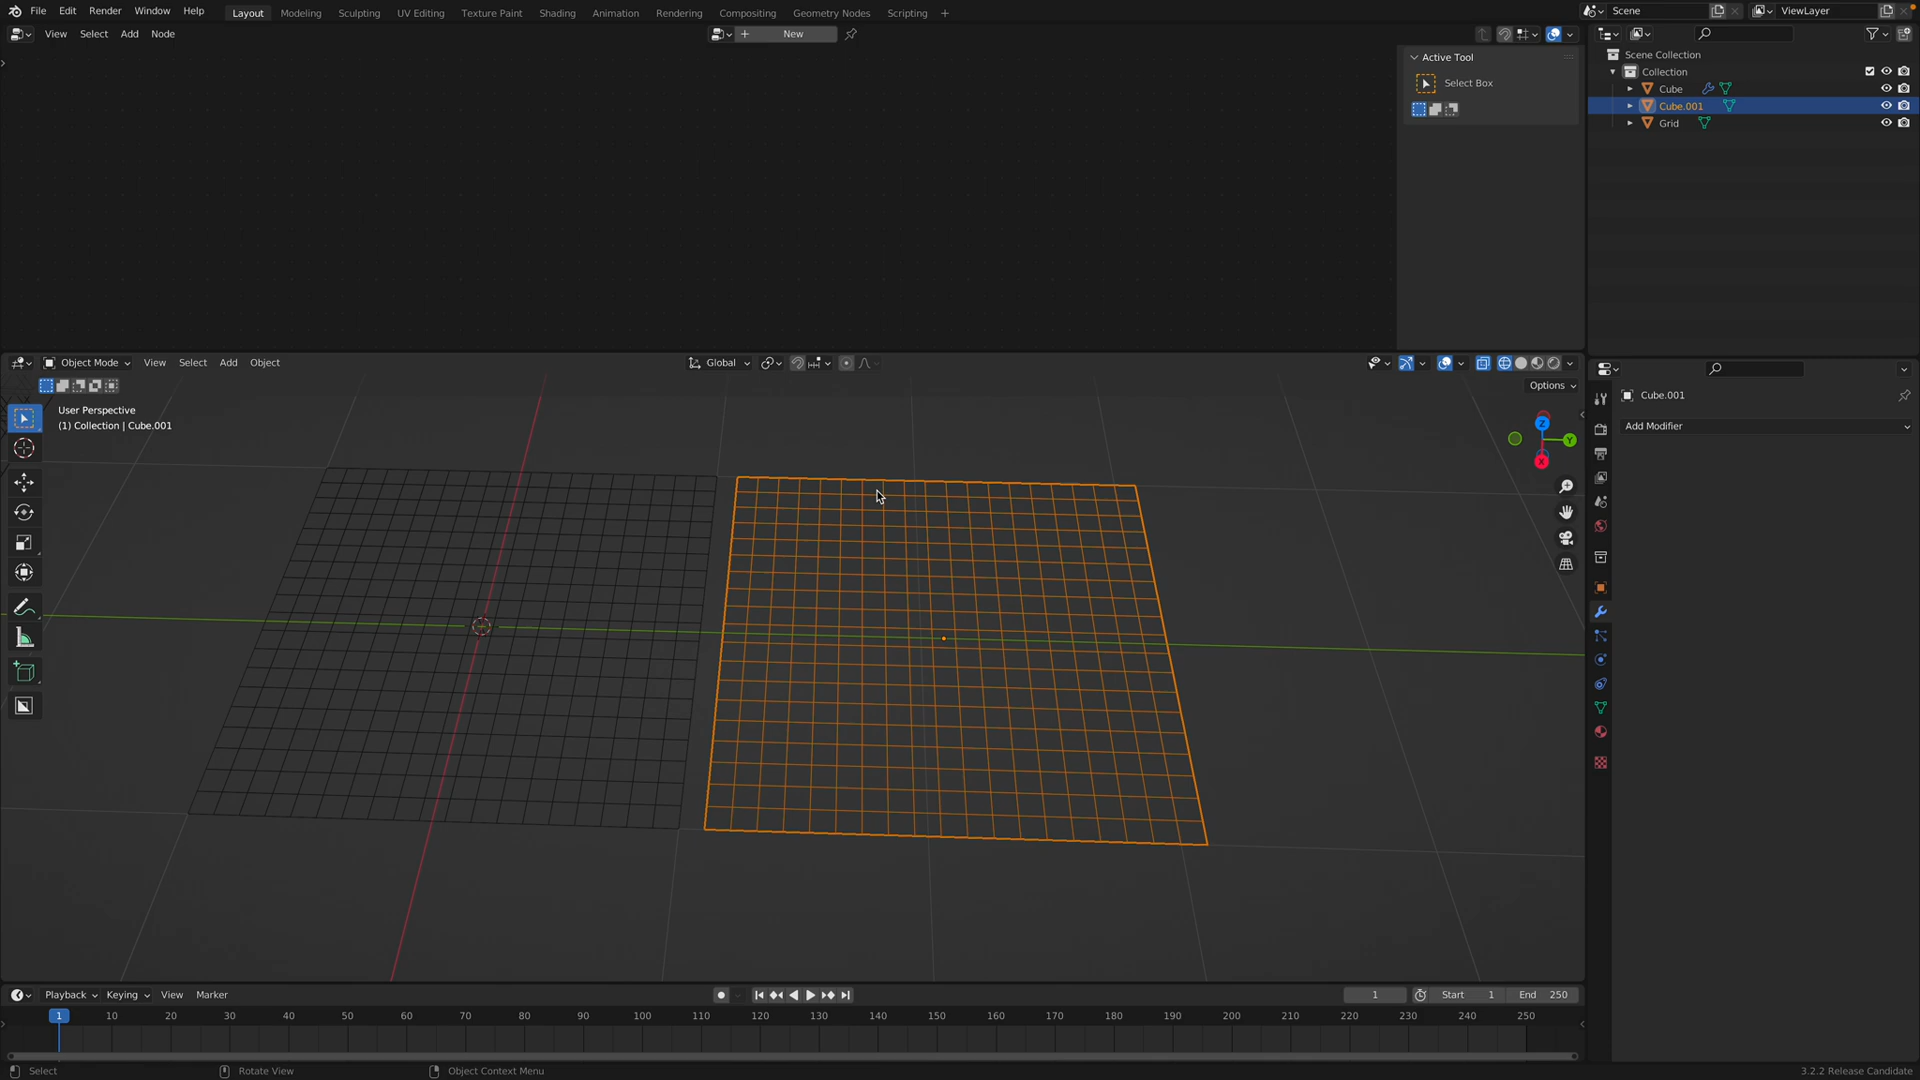 File Edit Render Window Help Layout Modeling Sculpting UV Editing Texture Paint Shading Animation Rendering Compositing Geometry Nodes Scripting + Scene ViewLayer
View Select Add Node New
Active Tool
Select Box
Scene Collection
Collection
Cube
Cube.001
Grid
Object Mode View Select Add Object Global
Options
User Perspective
(1) Collection | Cube.001
Z
Y
X
Cube.001
Add Modifier
Playback Keying View Marker 1 Start 1 End 250
1 10 20 30 40 50 60 70 80 90 100 110 120 130 140 150 160 170 180 190 200 210 220 230 240 250
Select Rotate View Object Context Menu 3.2.2 Release Candidate